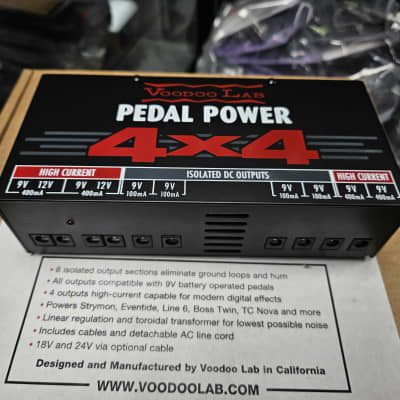 VOODOO LAB
PEDAL POWER
4x4
HIGH CURRENT ISOLATED DC OUTPUTS HIGH CURRENT
9V 12V 9V 12V 9V 9V 9V 9V 9V 9V
400mA 400mA 100mA 100mA 100mA 100mA 400mA 400mA
• 8 isolated output sections eliminate ground loops and hum
• All outputs compatible with 9V battery operated pedals
• 4 outputs high-current capable for modern digital effects
• Powers Strymon, Eventide, Line 6, Boss Twin, TC Nova and more
• Linear regulation and toroidal transformer for lowest possible noise
• Includes cables and detachable AC line cord
• 18V and 24V via optional cable
Designed and Manufactured by Voodoo Lab in California
WWW.VOODOOLAB.COM